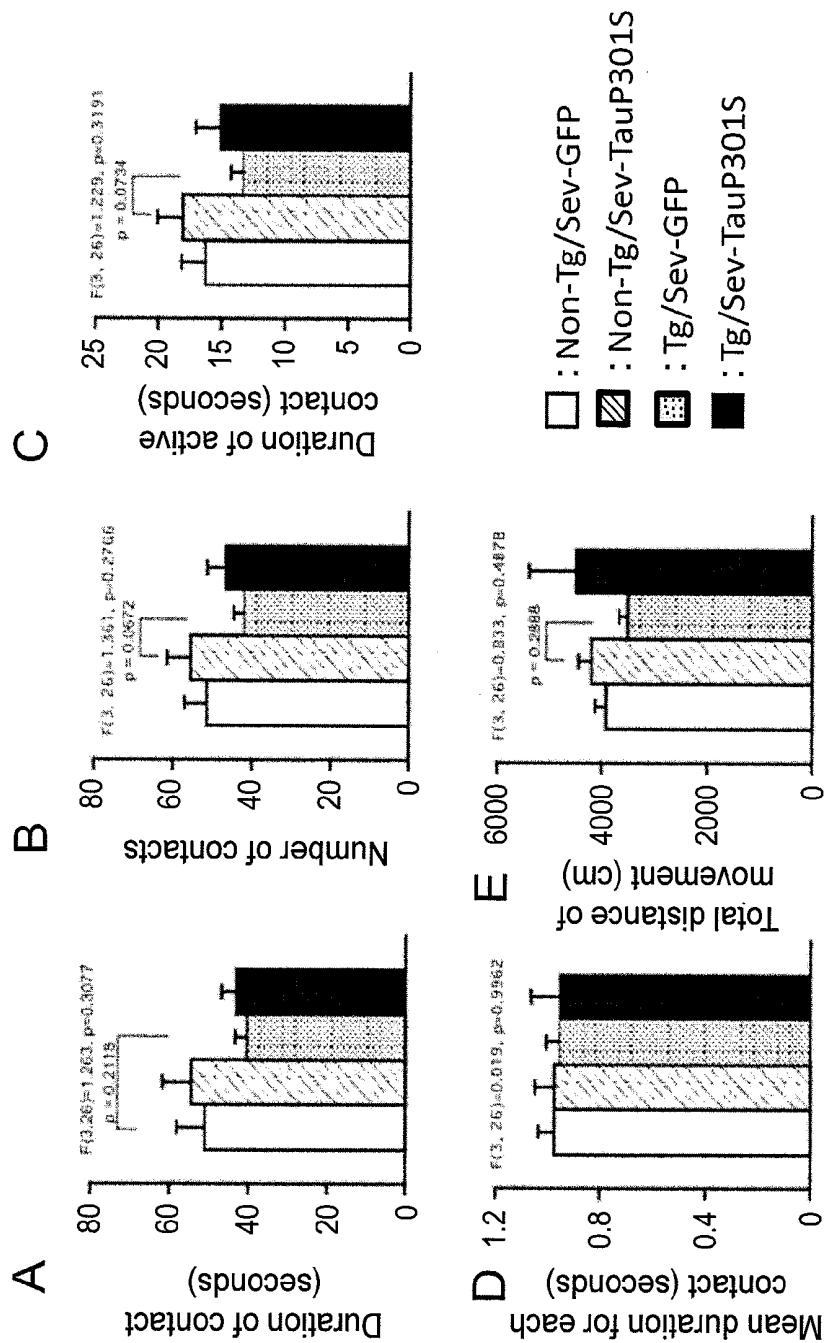 A
Duration of contact
(seconds)
80
60
40
20
0
F(3.26)=1.263, p=0.3077
p = 0.2115
B
Number of contacts
80
60
40
20
0
F(3, 26)=1.361, p=0.2766
p = 0.0672
C
Duration of active
contact (seconds)
25
20
15
10
5
0
F(3, 26)=1.229, p=0.3191
p = 0.0734
D
Mean duration for each
contact (seconds)
1.2
0.8
0.4
0
F(3, 26)=0.019, p=0.9962
E
Total distance of
movement (cm)
6000
4000
2000
0
F(3, 26)=0.833, p=0.4878
p = 0.2888
: Non-Tg/Sev-GFP
: Non-Tg/Sev-TauP301S
: Tg/Sev-GFP
: Tg/Sev-TauP301S